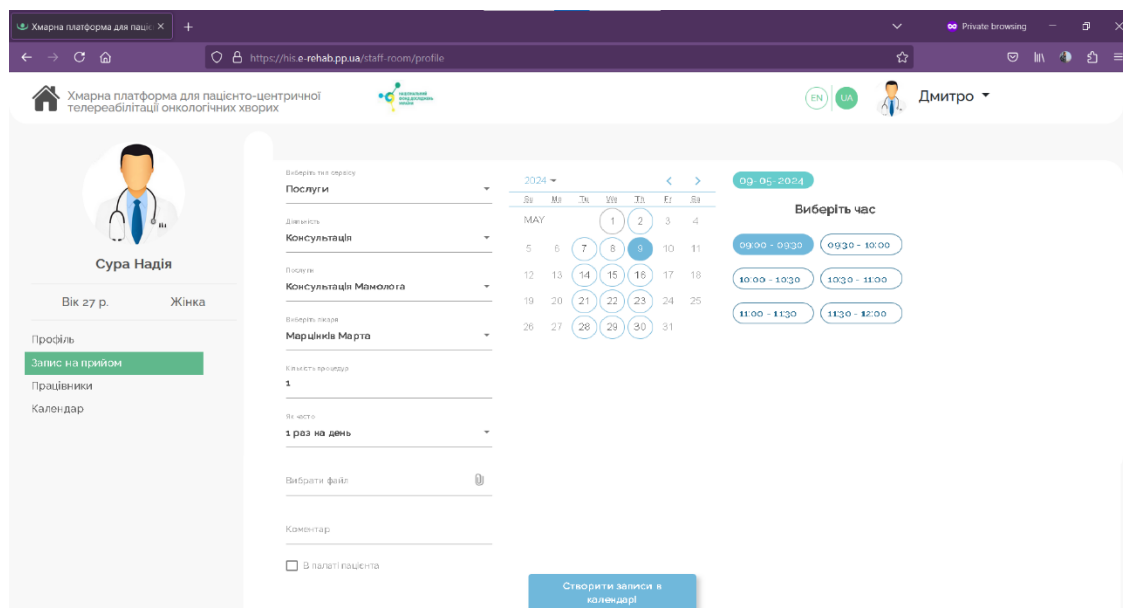 Хмарна платформа для паціє
Private browsing
https://his.e-rehab.pp.ua/staff-room/profile
Хмарна платформа для пацієнто-центричної
телереабілітації онкологічних хворих
EN UA
Дмитро
Сура Надія
Вік 27 р. Жінка
Профіль
Запис на прийом
Працівники
Календар
Виберіть тип сервісу
Послуги
Діяльність
Консультація
Послуги
Консультація Мамолога
Виберіть лікаря
Марцінків Марта
Кількість процедур
1
Як часто
1 раз на день
Вибрати файл
Коментар
В палаті пацієнта
2024
Su Mo Tu We Th Fr Sa
MAY 1 2 3 4
5 6 7 8 9 10 11
12 13 14 15 16 17 18
19 20 21 22 23 24 25
26 27 28 29 30 31
Створити записи в
календарі
09-05-2024
Виберіть час
09:00 - 09:30 09:30 - 10:00
10:00 - 10:30 10:30 - 11:00
11:00 - 11:30 11:30 - 12:00